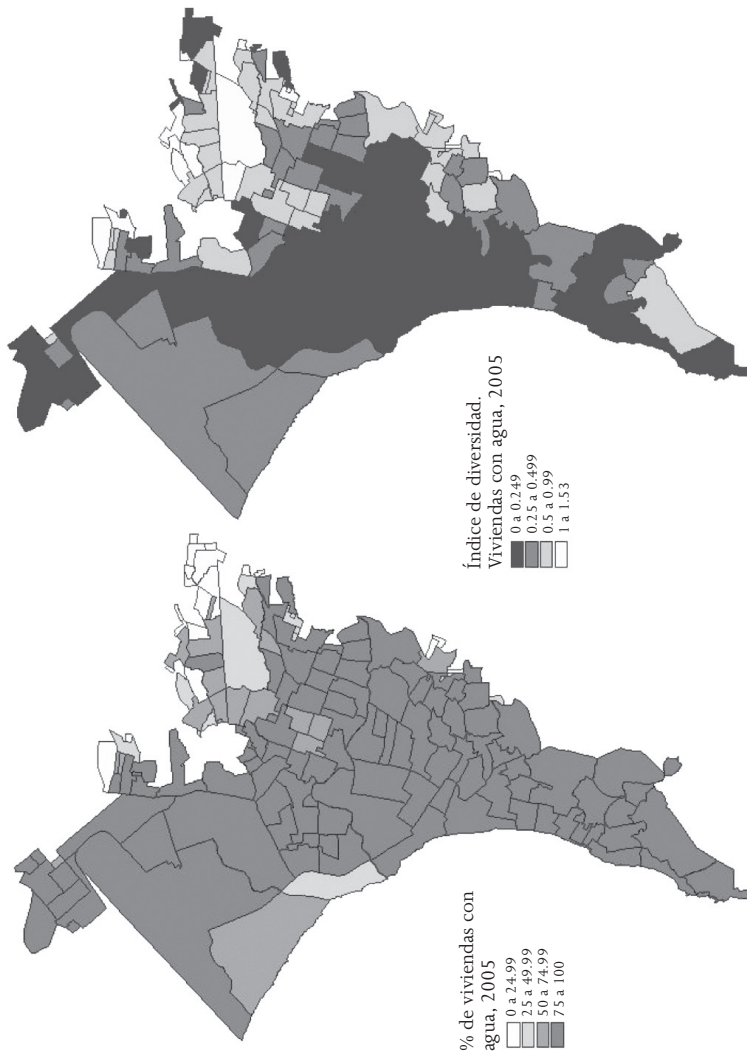 % de viviendas con
agua, 2005
0 a 24.99
25 a 49.99
50 a 74.99
75 a 100
Índice de diversidad.
Viviendas con agua, 2005
0 a 0.249
0.25 a 0.499
0.5 a 0.99
1 a 1.53